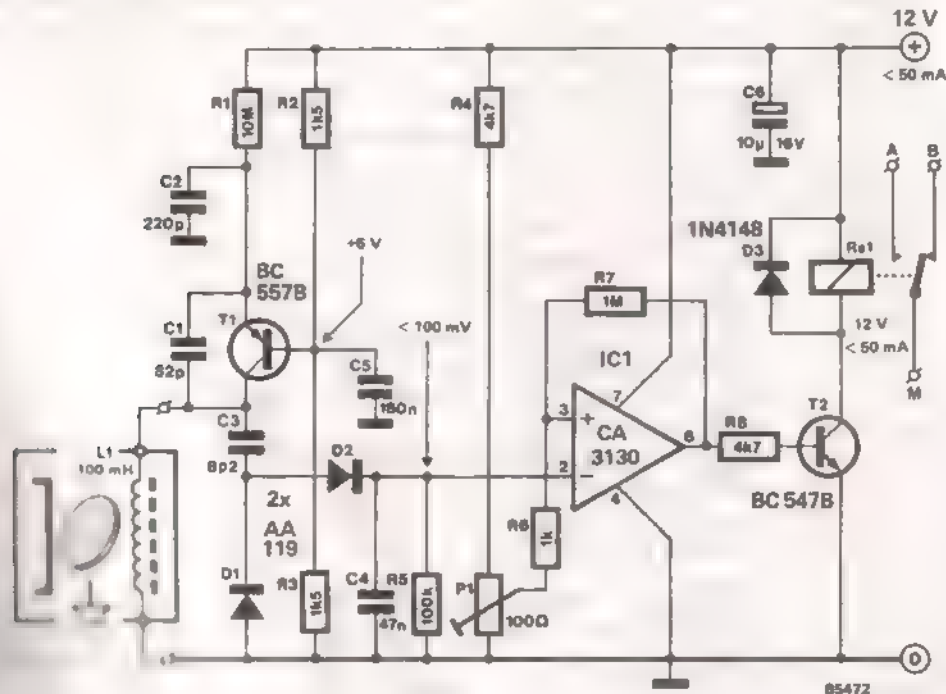 12 V
+
< 50 mA
R1
10M
R2
1k5
R4
4k7
C6
10µ 16V
A
B
C2
220p
1N4148
D3
Re1
+6 V
BC
557B
T1
R7
1M
< 100 mV
C1
82p
C5
180n
IC1
12 V
< 50 mA
M
3
+
7
CA
3130
6
R8
4k7
T2
C3
8p2
L1
100 mH
D2
2
-
4
BC 547B
2x
AA
119
R6
1k
D1
R3
1k5
C4
47n
R5
100k
P1
100Ω
0
85472